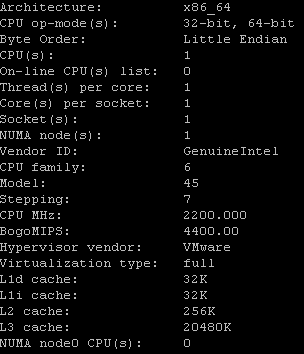 Architecture: x86_64
CPU op-mode(s): 32-bit, 64-bit
Byte Order: Little Endian
CPU(s): 1
On-line CPU(s) list: 0
Thread(s) per core: 1
Core(s) per socket: 1
Socket(s): 1
NUMA node(s): 1
Vendor ID: GenuineIntel
CPU family: 6
Model: 45
Stepping: 7
CPU MHz: 2200.000
BogoMIPS: 4400.00
Hypervisor vendor: VMware
Virtualization type: full
L1d cache: 32K
L1i cache: 32K
L2 cache: 256K
L3 cache: 20480K
NUMA node0 CPU(s): 0